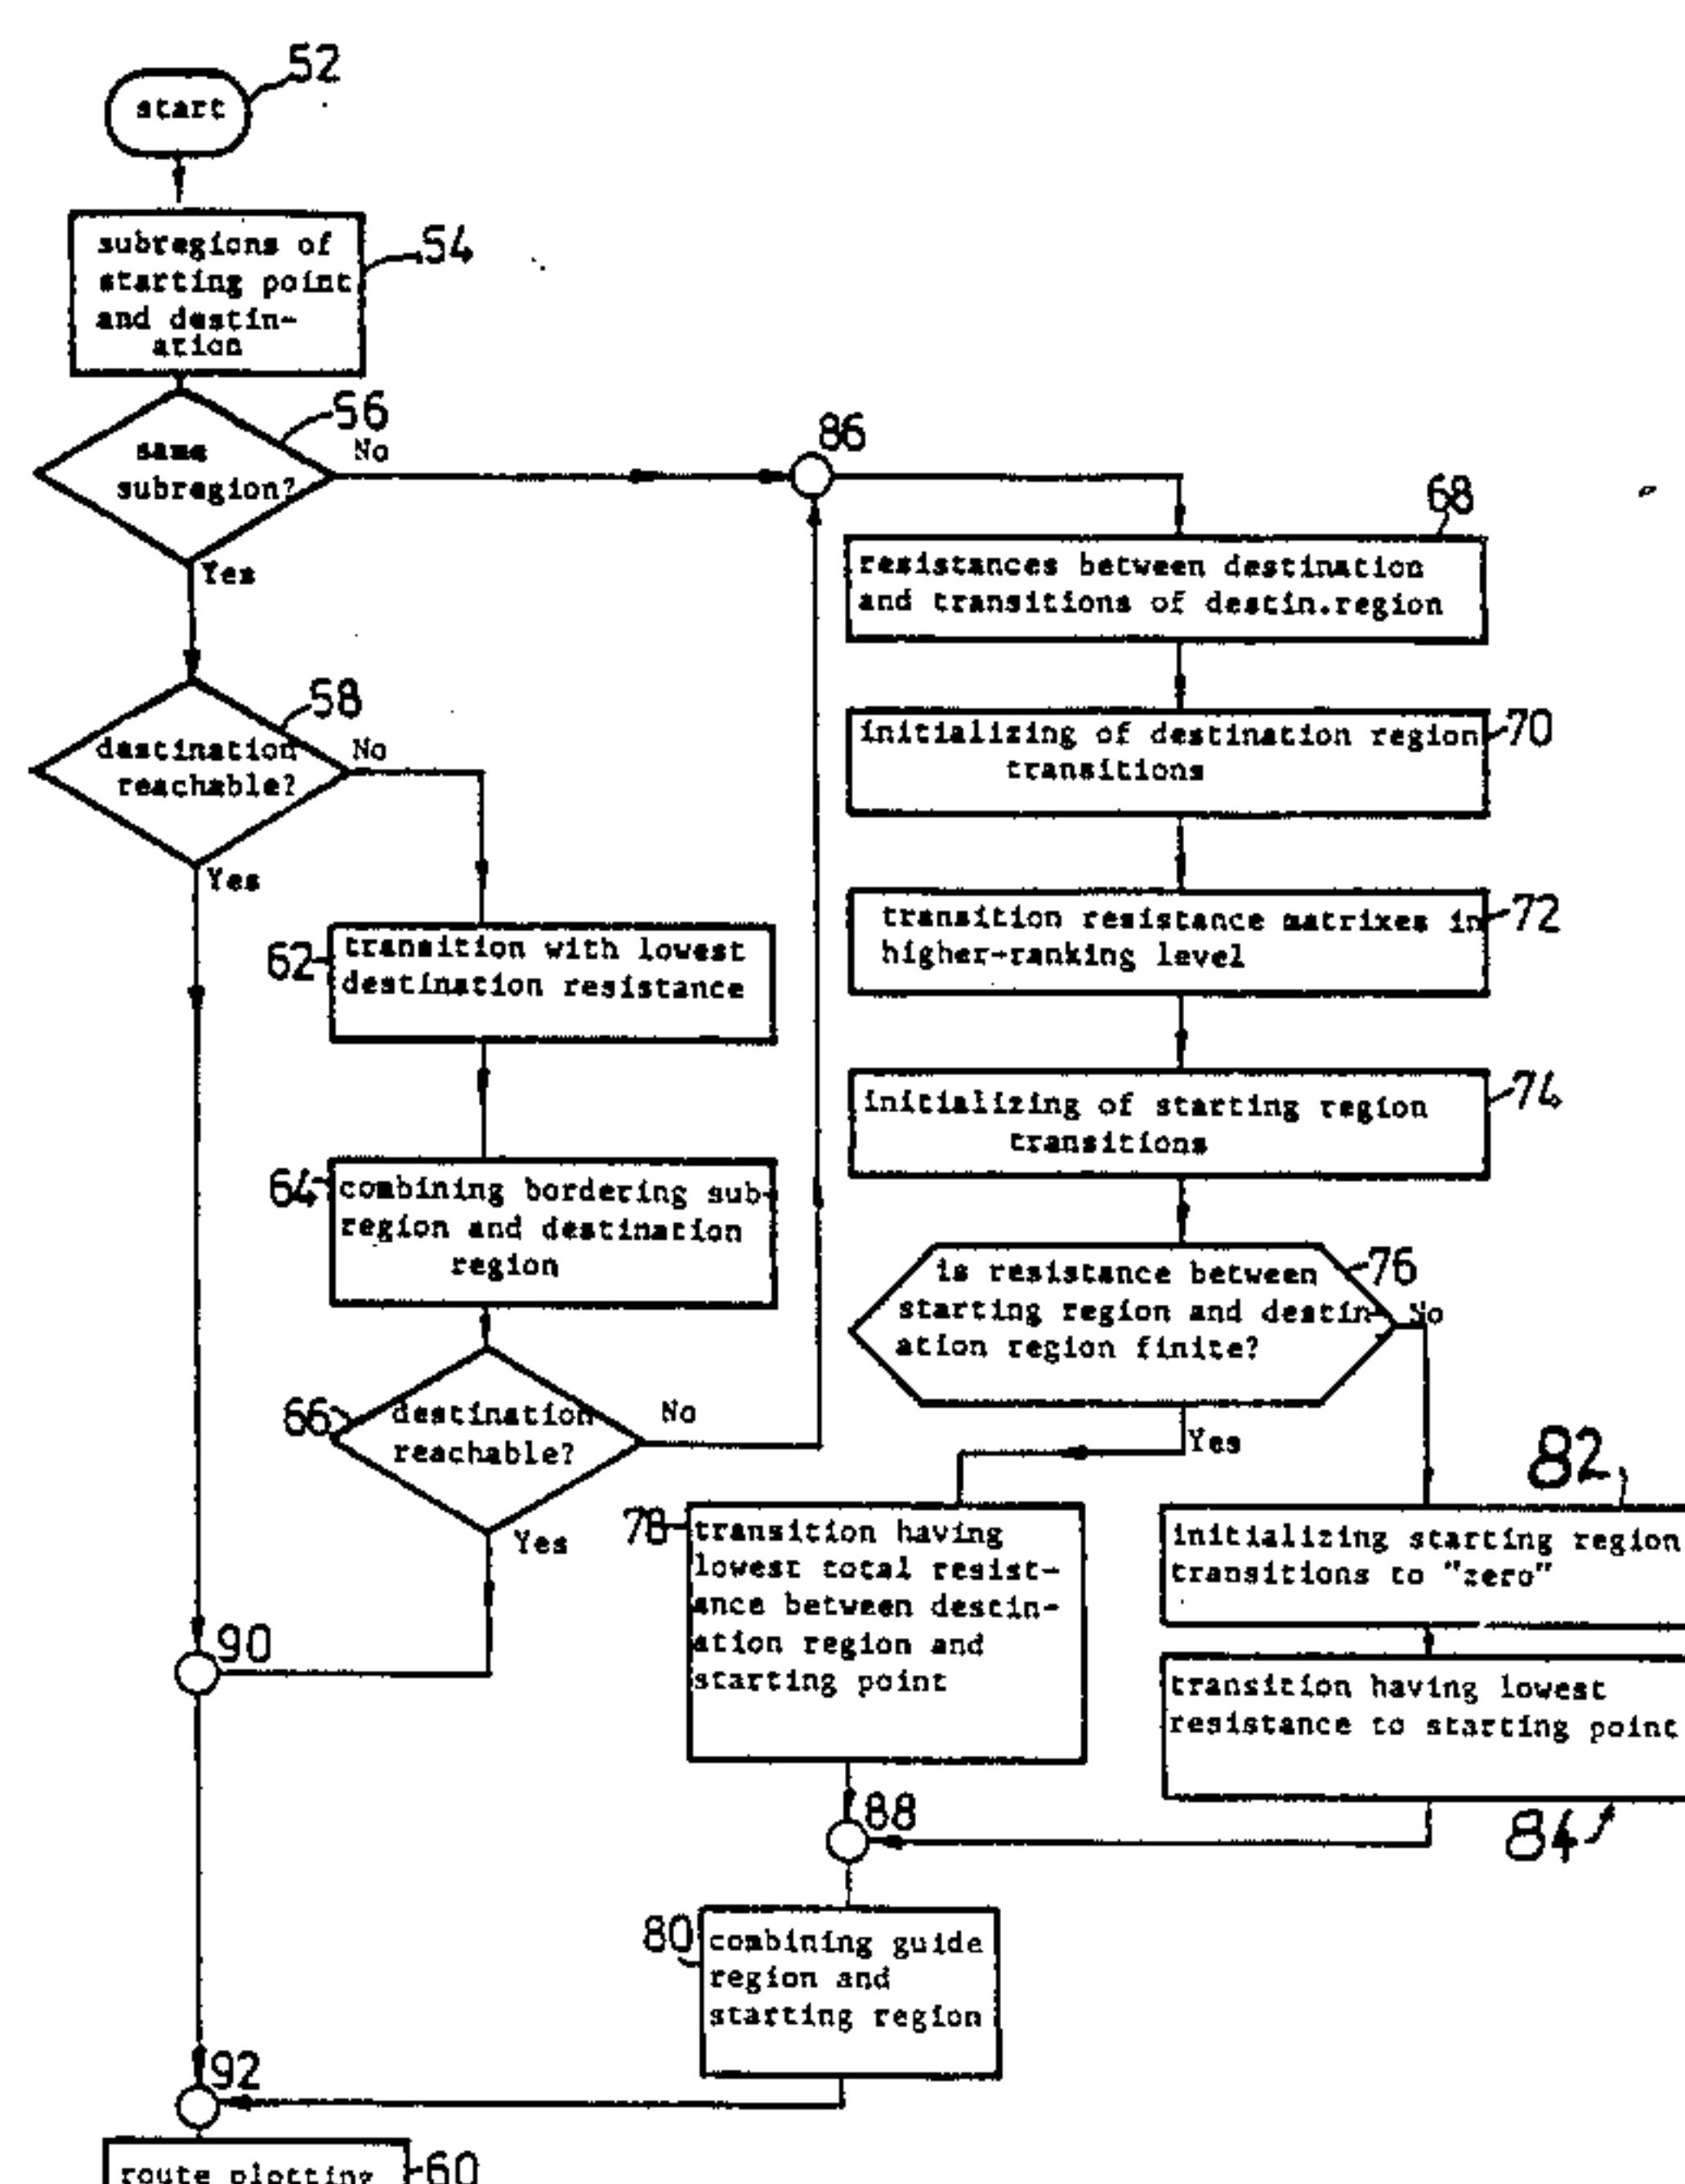 52
start
subregions of
starting point
and destin-
ation
54
56
same
subregion?
No
Yes
86
68
resistances between destination
and transitions of destin.region
58
destination
reachable?
No
Yes
initializing of destination region
transitions
70
62
transition with lowest
destination resistance
transition resistance matrixes in
higher-ranking level
72
initializing of starting region
transitions
74
64
combining bordering sub-
region and destination
region
is resistance between
starting region and destin-
ation region finite?
76
No
Yes
66
destination
reachable?
No
Yes
78
transition having
lowest total resist-
ance between destin-
ation region and
starting point
82
initializing starting region
transitions to "zero"
transition having lowest
resistance to starting point
84
90
88
80
combining guide
region and
starting region
92
route plotting
60